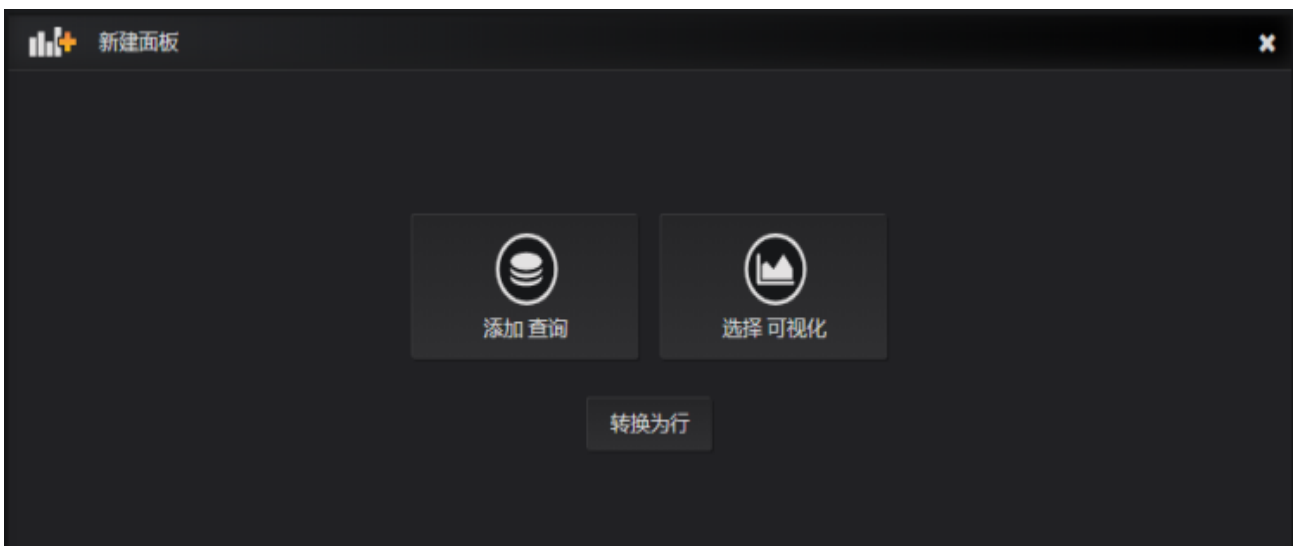 新建面板
添加 查询
选择 可视化
转换为行